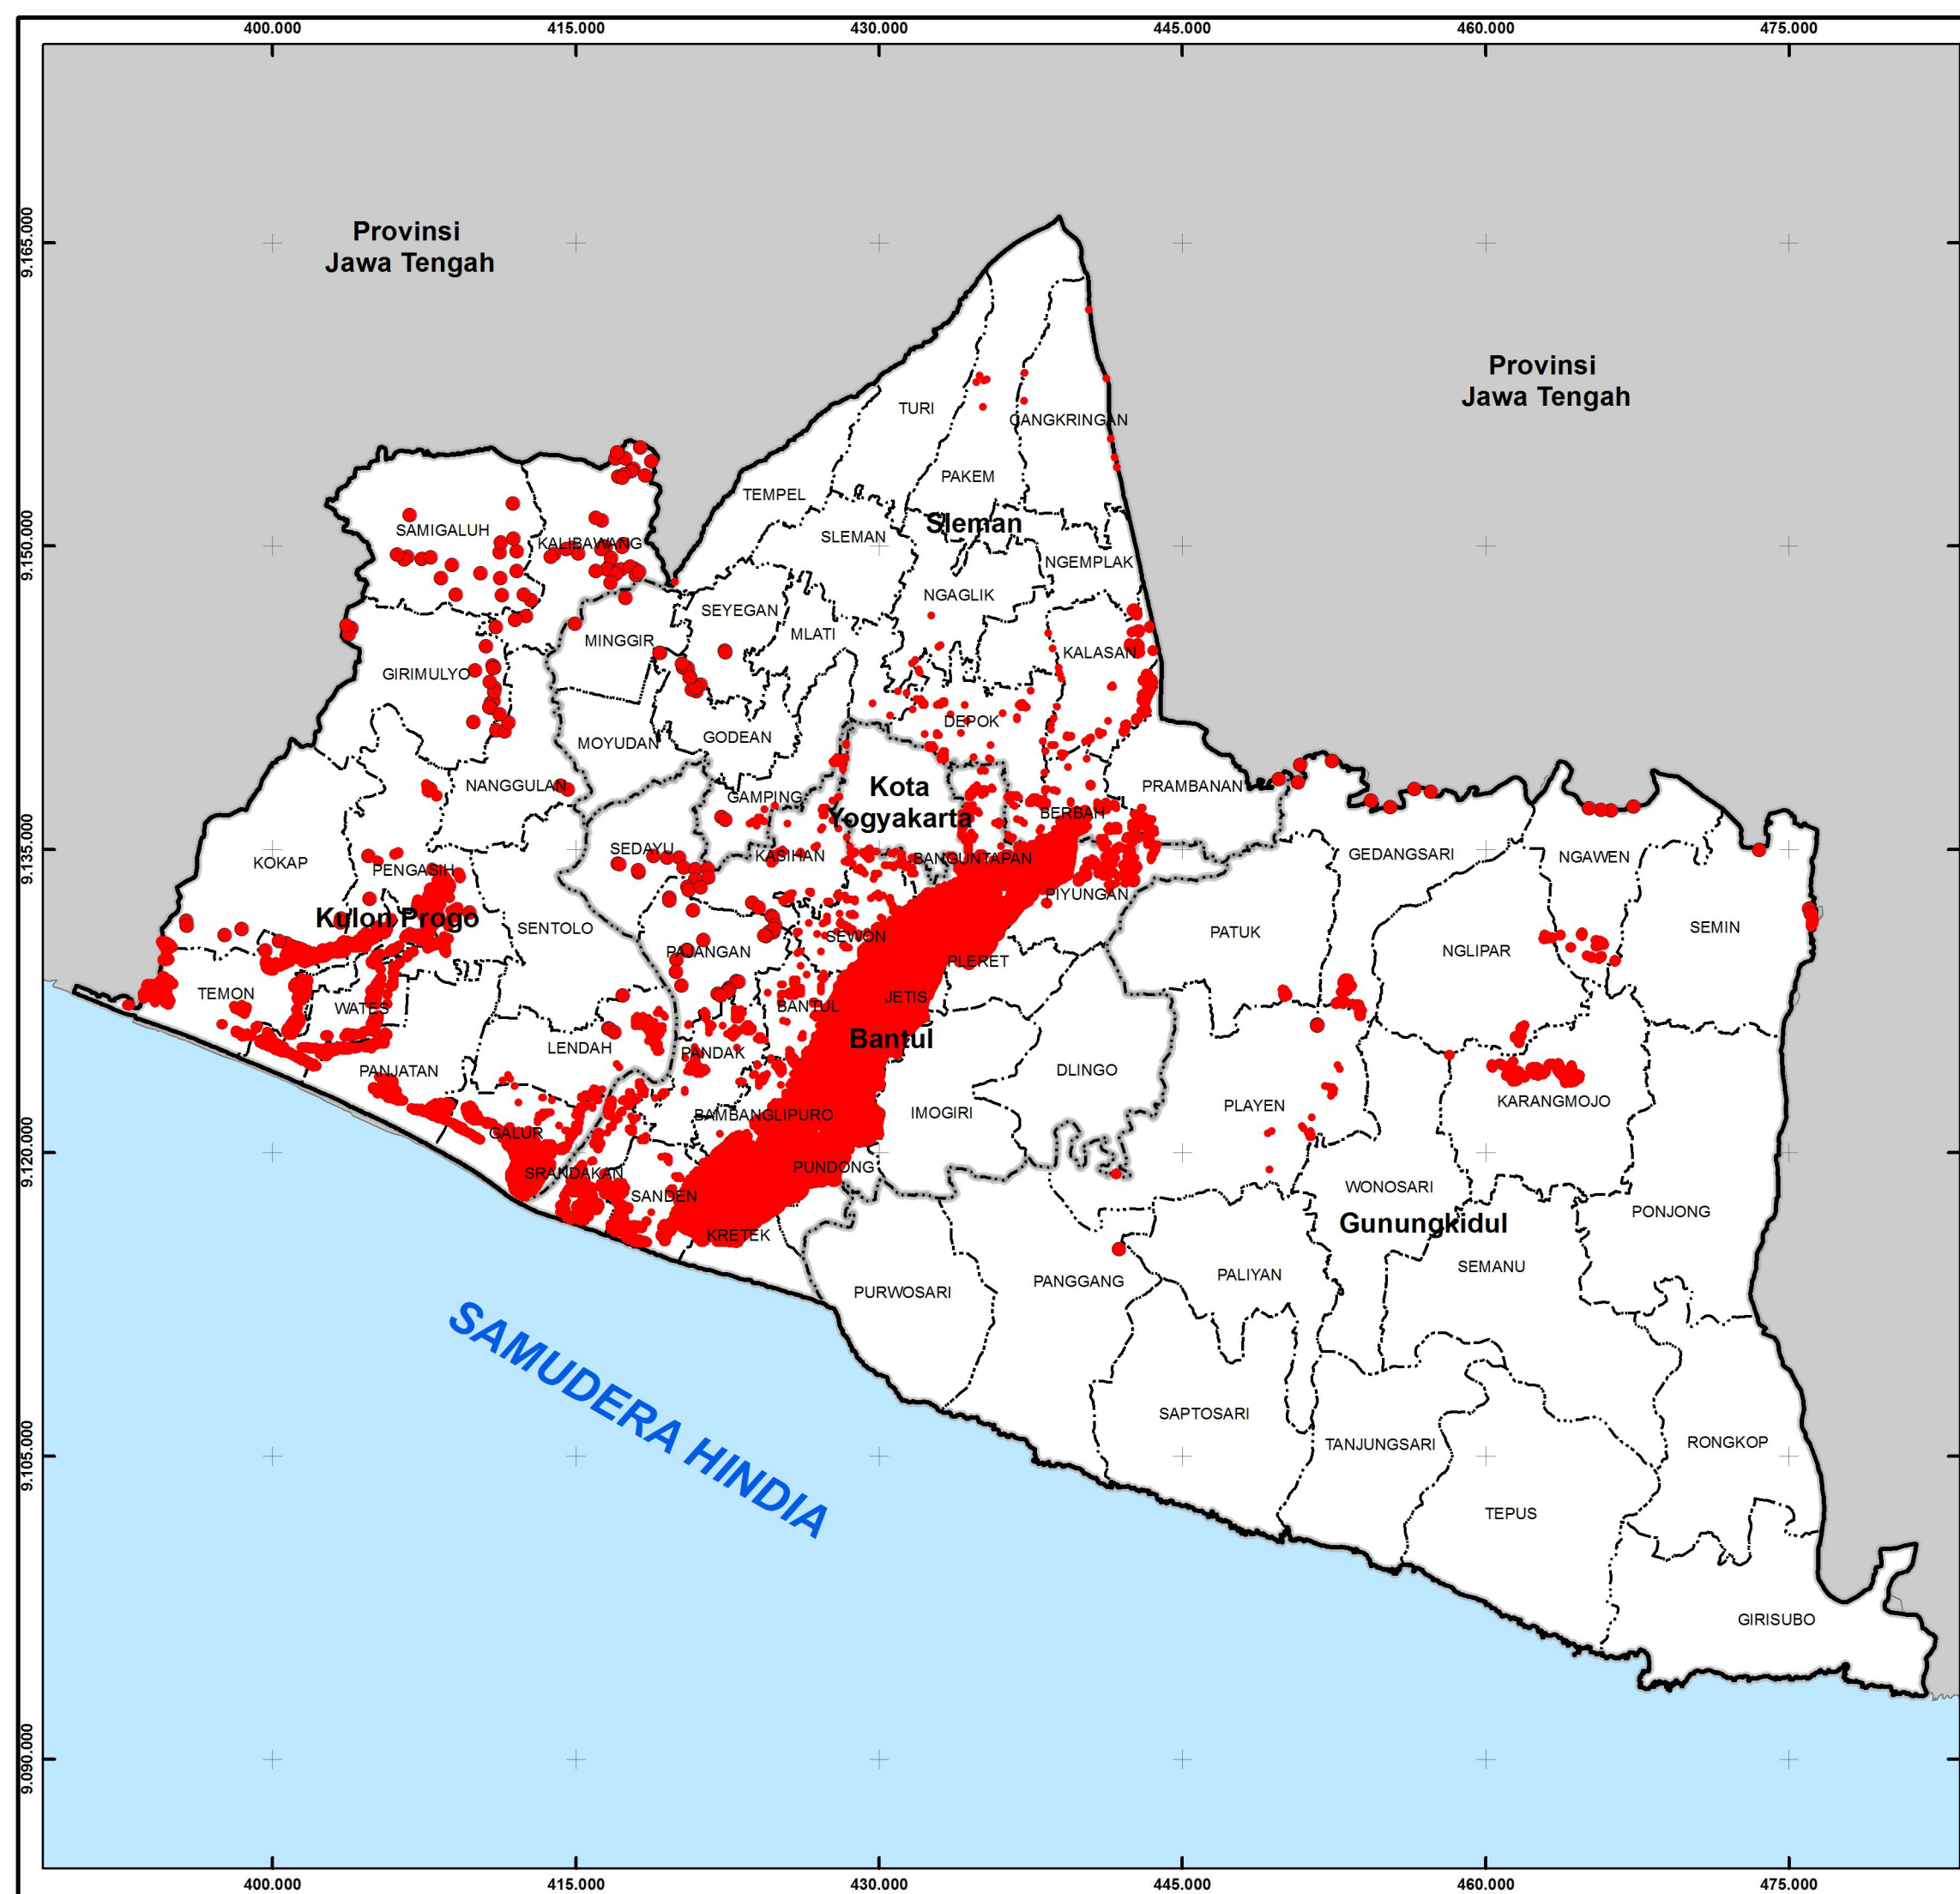 400.000 415.000 430.000 445.000 460.000 475.000
9.165.000
9.150.000
9.135.000
9.120.000
9.105.000
9.090.000
Provinsi
Jawa Tengah
Provinsi
Jawa Tengah
TURI
CANGKRINGAN
PAKEM
TEMPEL
Sleman
SLEMAN
SAMIGALUH
KALIBAWANG
NGEMPLAK
NGAGLIK
SEYEGAN
MLATI
MINGGIR
KALASAN
GIRIMULYO
DEPOK
GODEAN
MOYUDAN
NANGGULAN
PRAMBANAN
Kota
Yogyakarta
GAMPING
BERBAH
SEDAYU
KASIHAN
BANGUNTAPAN
GEDANGSARI
NGAWEN
KOKAP
PENGASIH
PIYUNGAN
Kulon Progo
SENTOLO
SEWON
PATUK
SEMIN
PAJANGAN
PLERET
NGLIPAR
TEMON
WATES
BANTUL
JETIS
Bantul
LENDAH
PANDAK
PANJATAN
DLINGO
PLAYEN
KARANGMOJO
BAMBANGLIPURO
IMOGIRI
GALUR
SRANDAKAN
PUNDONG
SANDEN
WONOSARI
PONJONG
Gunungkidul
KRETEK
SEMANU
PALIYAN
PANGGANG
PURWOSARI
SAMUDERA HINDIA
SAPTOSARI
TANJUNGSARI
RONGKOP
TEPUS
GIRISUBO
400.000 415.000 430.000 445.000 460.000 475.000